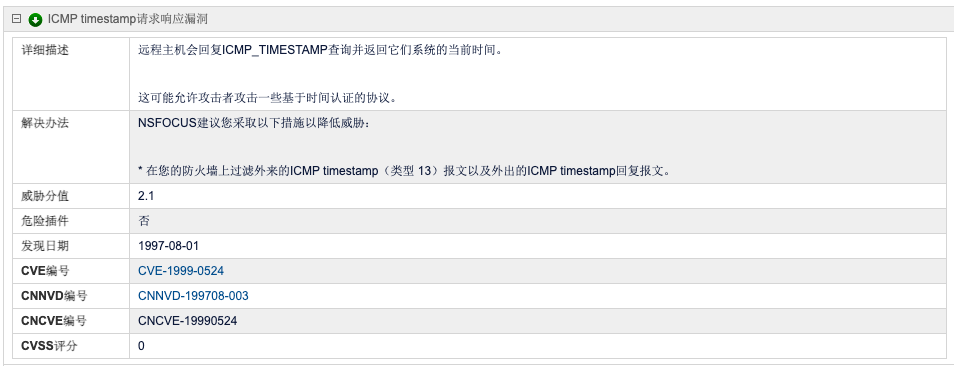 ICMP timestamp请求响应漏洞
详细描述 远程主机会回复ICMP_TIMESTAMP查询并返回它们系统的当前时间。
这可能允许攻击者攻击一些基于时间认证的协议。
解决办法 NSFOCUS建议您采取以下措施以降低威胁：
* 在您的防火墙上过滤外来的ICMP timestamp（类型 13）报文以及外出的ICMP timestamp回复报文。
威胁分值 2.1
危险插件 否
发现日期 1997-08-01
CVE编号 CVE-1999-0524
CNNVD编号 CNNVD-199708-003
CNCVE编号 CNCVE-19990524
CVSS评分 0